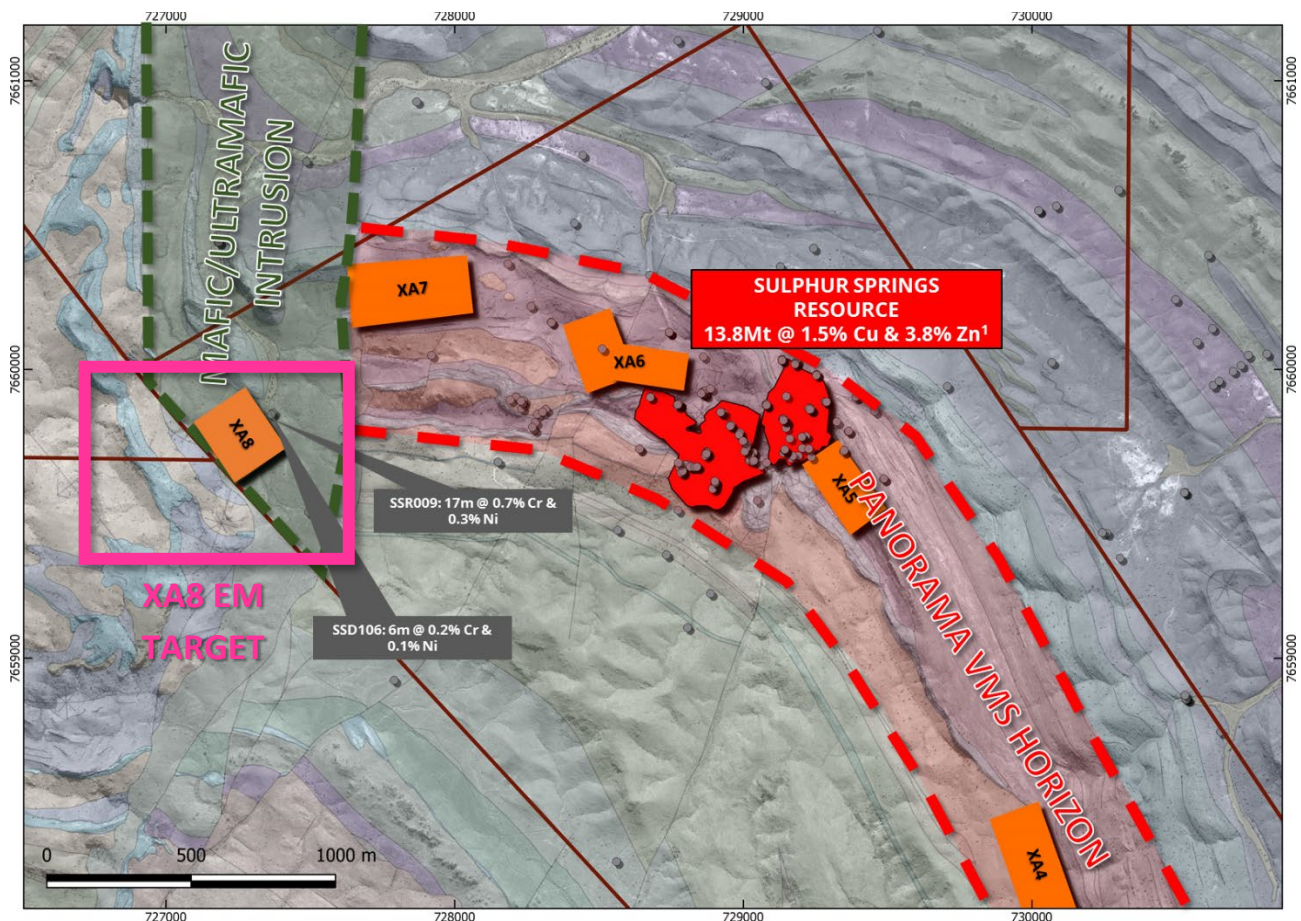 727000
728000
729000
730000
7661000
7661000
MAFIC/ULTRAMAFIC
INTRUSION
XA7
SULPHUR SPRINGS
RESOURCE
13.8Mt @ 1.5% Cu & 3.8% Zn¹
XA6
7660000
7660000
XA8
XA5
SSR009: 17m @ 0.7% Cr &
0.3% Ni
PANORAMA VMS HORIZON
XA8 EM
TARGET
SSD106: 6m @ 0.2% Cr &
0.1% Ni
7659000
7659000
XA4
0
500
1000 m
727000
728000
729000
730000